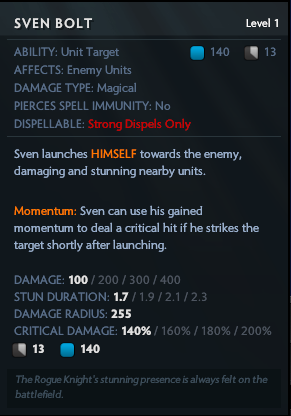 SVEN BOLT Level 1
ABILITY: Unit Target 140 13
AFFECTS: Enemy Units
DAMAGE TYPE: Magical
PIERCES SPELL IMMUNITY: No
DISPELLABLE: Strong Dispels Only
Sven launches HIMSELF towards the enemy,
damaging and stunning nearby units.
Momentum: Sven can use his gained
momentum to deal a critical hit if he strikes the
target shortly after launching.
DAMAGE: 100 / 200 / 300 / 400
STUN DURATION: 1.7 / 1.9 / 2.1 / 2.3
DAMAGE RADIUS: 255
CRITICAL DAMAGE: 140% / 160% / 180% / 200%
13 140
The Rogue Knight's stunning presence is always felt on the
battlefield.